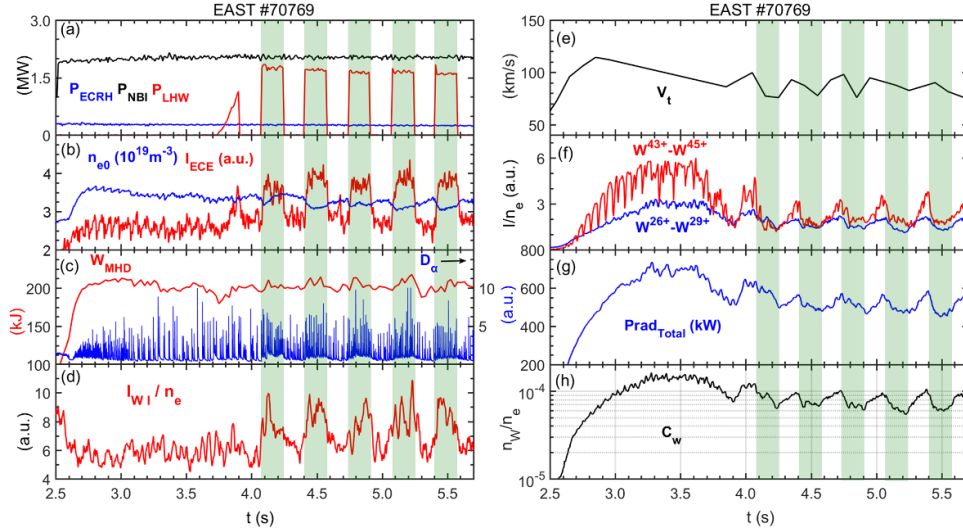 EAST #70769
(a)
3.0
1.5
0
(MW)
P_ECRH P_NBI P_LHW
(b)
n_e0 (10^19m^-3) I_ECE (a.u.)
4
3
2
(c)
W_MHD
D_α
200
150
100
(kJ)
10
5
(d)
I_W I / n_e
10
8
6
4
(a.u.)
2.5 3.0 3.5 4.0 4.5 5.0 5.5
t (s)
EAST #70769
(e)
150
100
50
(km/s)
V_t
(f)
W^43+-W^45+
W^26+-W^29+
6
3
I/n_e (a.u.)
(g)
800
600
400
200
(a.u.)
Prad_Total (kW)
(h)
10^-4
10^-5
n_W/n_e
C_w
2.5 3.0 3.5 4.0 4.5 5.0 5.5
t (s)